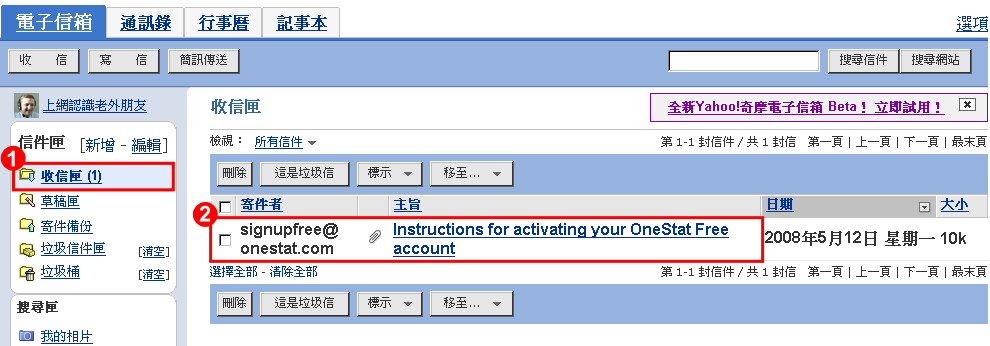 電子信箱 通訊錄 行事曆 記事本 選項
收 信 寫 信 簡訊傳送 搜尋信件 搜尋網站
上網認識老外朋友
收信匣
全新Yahoo!奇摩電子信箱 Beta！ 立即試用！
信件匣 [新增 - 編輯]
檢視： 所有信件 第 1-1 封信件 / 共 1 封信 第一頁 | 上一頁 | 下一頁 | 最末頁
1
收信匣 (1)
刪除 這是垃圾信 標示 移至...
草稿匣
寄件備份
垃圾信件匣 [清空]
垃圾桶 [清空]
2
寄件者 主旨 日期 大小
signupfree@
onestat.com
Instructions for activating your OneStat Free
account
2008年5月12日 星期一 10k
選擇全部 - 清除全部 第 1-1 封信件 / 共 1 封信 第一頁 | 上一頁 | 下一頁 | 最末頁
刪除 這是垃圾信 標示 移至...
搜尋匣
我的相片